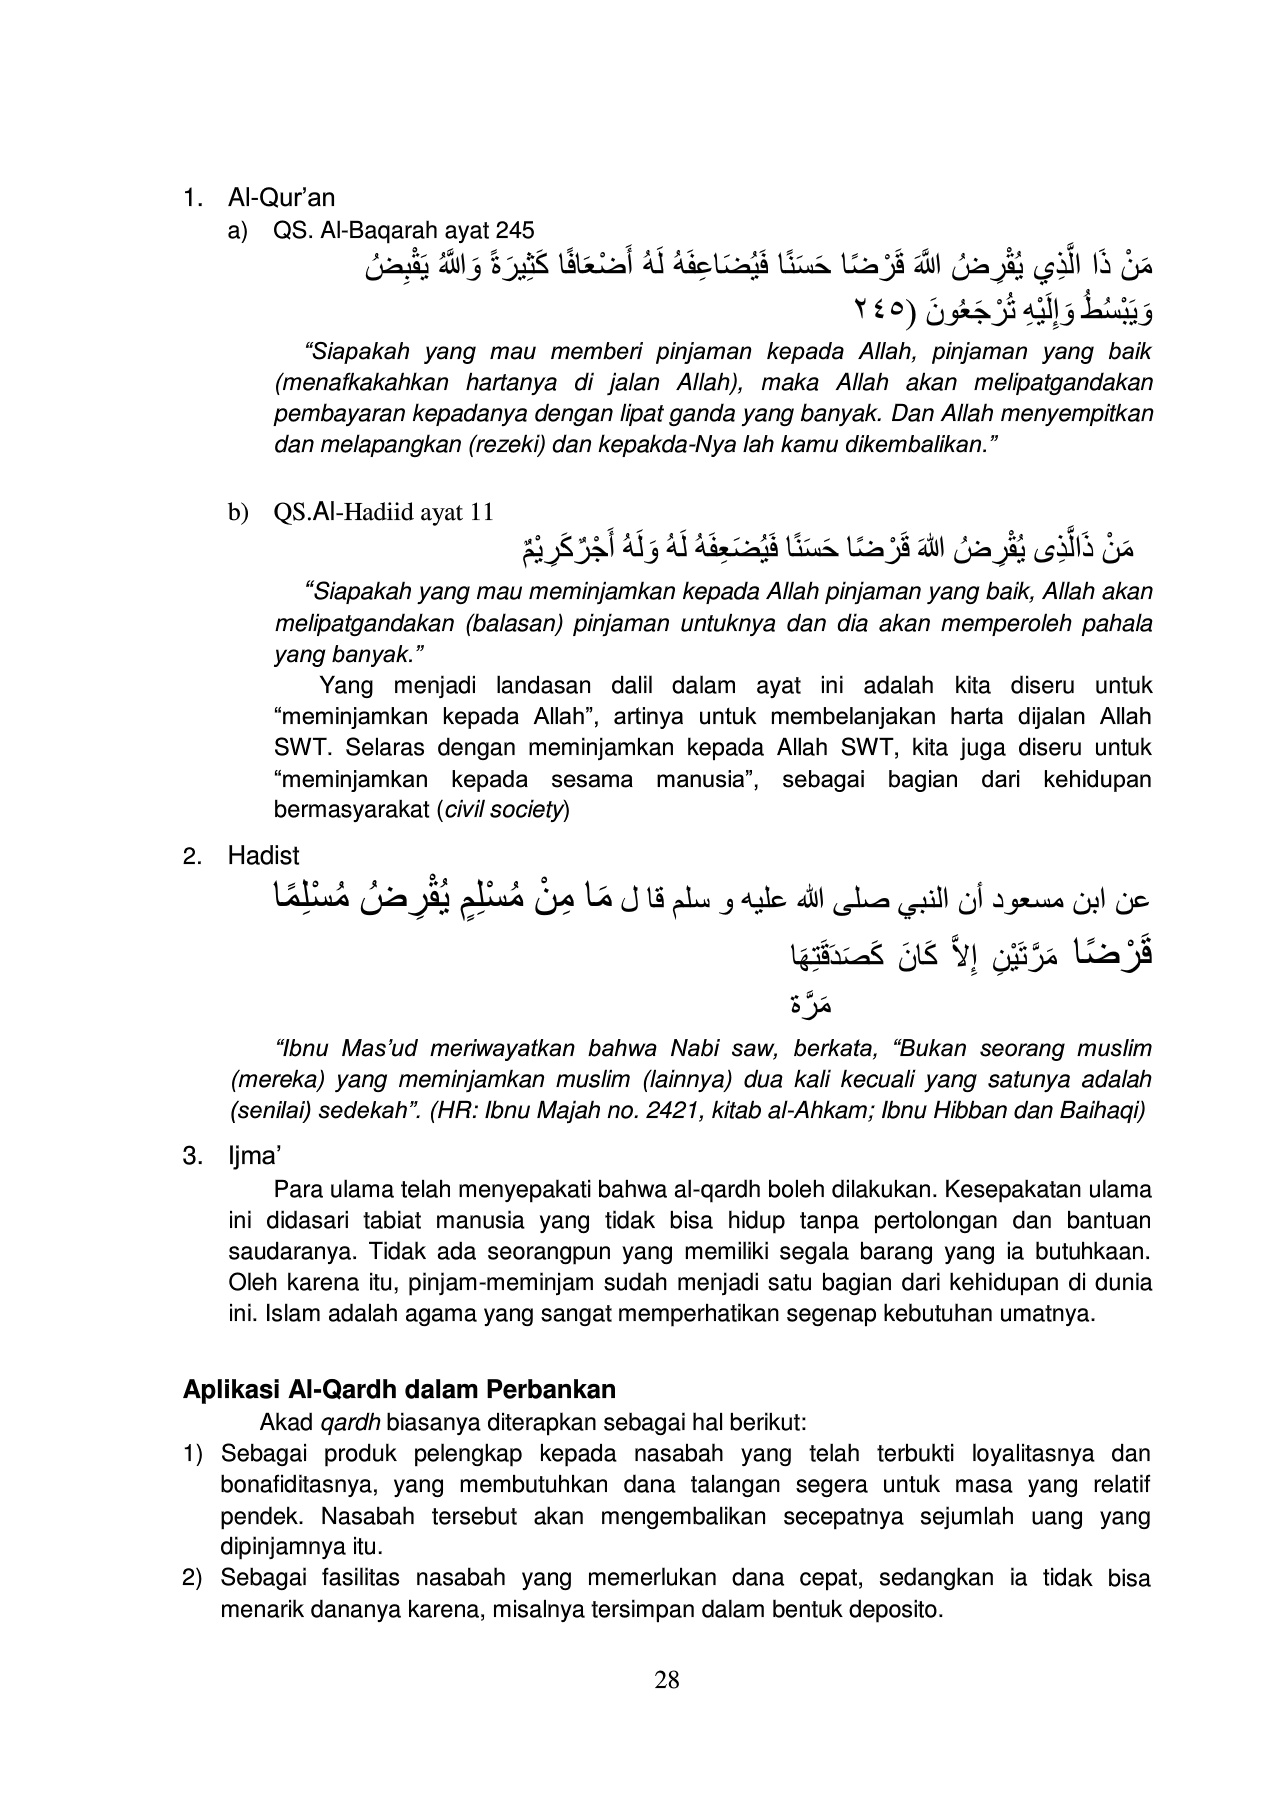 1. Al-Qur’an
a) QS. Al-Baqarah ayat 245
مَنْ ذَا الَّذِي يُقْرِضُ اللَّهَ قَرْضًا حَسَنًا فَيُضَاعِفَهُ لَهُ أَضْعَافًا كَثِيرَةً وَاللَّهُ يَقْبِضُ
وَيَبْسُطُ وَإِلَيْهِ تُرْجَعُونَ (٢٤٥
“Siapakah yang mau memberi pinjaman kepada Allah, pinjaman yang baik
(menafkakahkan hartanya di jalan Allah), maka Allah akan melipatgandakan
pembayaran kepadanya dengan lipat ganda yang banyak. Dan Allah menyempitkan
dan melapangkan (rezeki) dan kepakda-Nya lah kamu dikembalikan.”
b) QS.Al-Hadiid ayat 11
مَنْ ذَالَّذِى يُقْرِضُ اللهَ قَرْضًا حَسَنًا فَيُضَعِفَهُ لَهُ وَلَهُ أَجْرٌكَرِيْمٌ
“Siapakah yang mau meminjamkan kepada Allah pinjaman yang baik, Allah akan
melipatgandakan (balasan) pinjaman untuknya dan dia akan memperoleh pahala
yang banyak.”
Yang menjadi landasan dalil dalam ayat ini adalah kita diseru untuk
“meminjamkan kepada Allah”, artinya untuk membelanjakan harta dijalan Allah
SWT. Selaras dengan meminjamkan kepada Allah SWT, kita juga diseru untuk
“meminjamkan kepada sesama manusia”, sebagai bagian dari kehidupan
bermasyarakat (civil society)
2. Hadist
عن ابن مسعود أن النبي صلى الله عليه و سلم قا ل مَا مِنْ مُسْلِمٍ يُقْرِضُ مُسْلِمًا
قَرْضًا مَرَّتَيْنِ إِلاَّ كَانَ كَصَدَقَتِهَا
مَرَّة
“Ibnu Mas’ud meriwayatkan bahwa Nabi saw, berkata, “Bukan seorang muslim
(mereka) yang meminjamkan muslim (lainnya) dua kali kecuali yang satunya adalah
(senilai) sedekah”. (HR: Ibnu Majah no. 2421, kitab al-Ahkam; Ibnu Hibban dan Baihaqi)
3. Ijma’
Para ulama telah menyepakati bahwa al-qardh boleh dilakukan. Kesepakatan ulama
ini didasari tabiat manusia yang tidak bisa hidup tanpa pertolongan dan bantuan
saudaranya. Tidak ada seorangpun yang memiliki segala barang yang ia butuhkaan.
Oleh karena itu, pinjam-meminjam sudah menjadi satu bagian dari kehidupan di dunia
ini. Islam adalah agama yang sangat memperhatikan segenap kebutuhan umatnya.
Aplikasi Al-Qardh dalam Perbankan
Akad qardh biasanya diterapkan sebagai hal berikut:
1) Sebagai produk pelengkap kepada nasabah yang telah terbukti loyalitasnya dan
bonafiditasnya, yang membutuhkan dana talangan segera untuk masa yang relatif
pendek. Nasabah tersebut akan mengembalikan secepatnya sejumlah uang yang
dipinjamnya itu.
2) Sebagai fasilitas nasabah yang memerlukan dana cepat, sedangkan ia tidak bisa
menarik dananya karena, misalnya tersimpan dalam bentuk deposito.
28